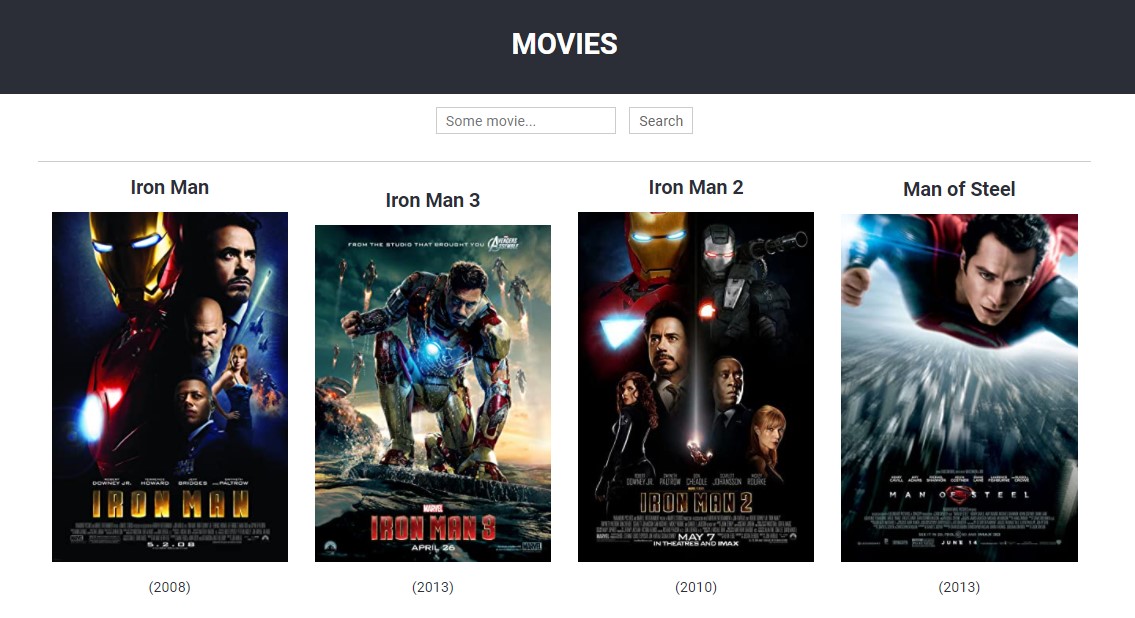 MOVIES
Some movie...
Search
Iron Man
Iron Man 3
Iron Man 2
Man of Steel
ROBERT DOWNEY JR.
TERRENCE HOWARD
JEFF BRIDGES
AND GWYNETH PALTROW
IRON MAN
5.2.08
FROM THE STUDIO THAT BROUGHT YOU AVENGERS ASSEMBLE
MARVEL
IRON MAN 3
APRIL 26
ROBERT DOWNEY JR.
GWYNETH PALTROW
DON CHEADLE
SCARLETT JOHANSSON
MICKEY ROURKE
IRON MAN 2
MAY 7
IN THEATRES AND IMAX
MAN OF STEEL
JUNE 14
(2008)
(2013)
(2010)
(2013)